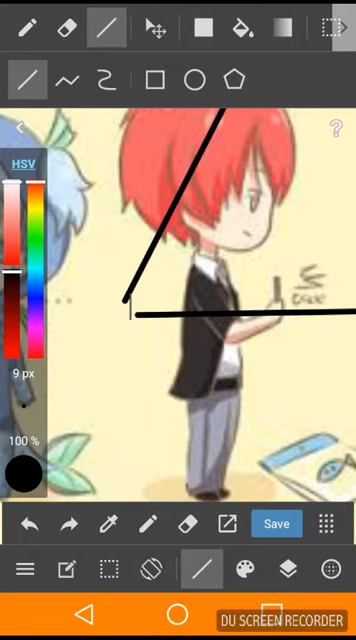 ?
HSV
9 px
100 %
Save
DU SCREEN RECORDER